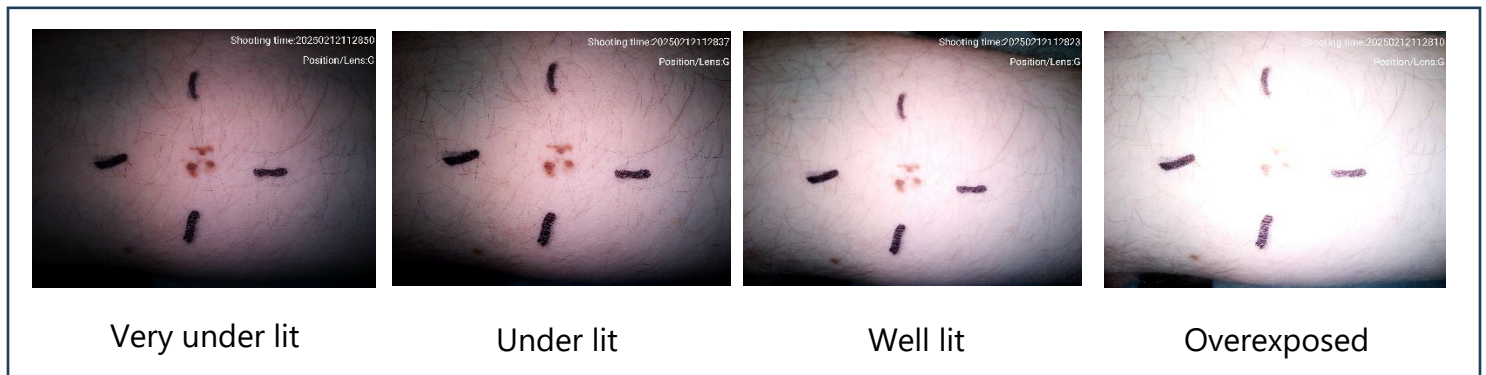 Shooting time:20250212112850
Position/Lens:G
Shooting time:20250212112837
Position/Lens:G
Shooting time:20250212112823
Position/Lens:G
Shooting time:20250212112810
Position/Lens:G
Very under lit
Under lit
Well lit
Overexposed